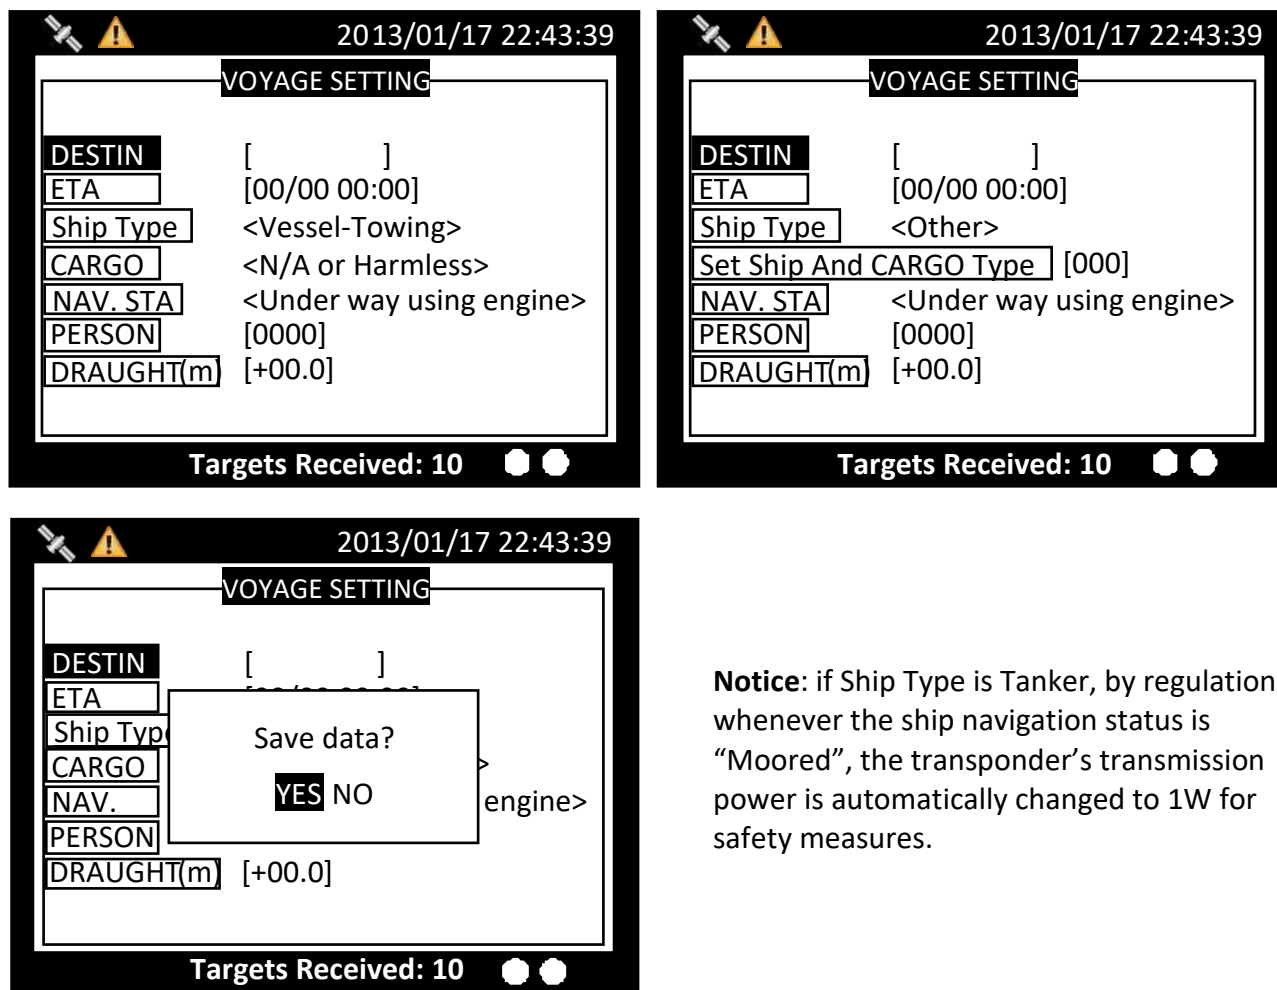 2013/01/17 22:43:39
VOYAGE SETTING
DESTIN [ ]
ETA [00/00 00:00]
Ship Type <Vessel-Towing>
CARGO <N/A or Harmless>
NAV. STA <Under way using engine>
PERSON [0000]
DRAUGHT(m) [+00.0]
Targets Received: 10
2013/01/17 22:43:39
VOYAGE SETTING
DESTIN [ ]
ETA [00/00 00:00]
Ship Type <Other>
Set Ship And CARGO Type [000]
NAV. STA <Under way using engine>
PERSON [0000]
DRAUGHT(m) [+00.0]
Targets Received: 10
2013/01/17 22:43:39
VOYAGE SETTING
DESTIN [ ]
ETA
Ship Type
Save data?
CARGO >
YES NO
NAV. engine>
PERSON
DRAUGHT(m) [+00.0]
Targets Received: 10
Notice: if Ship Type is Tanker, by regulation
whenever the ship navigation status is
“Moored”, the transponder’s transmission
power is automatically changed to 1W for
safety measures.